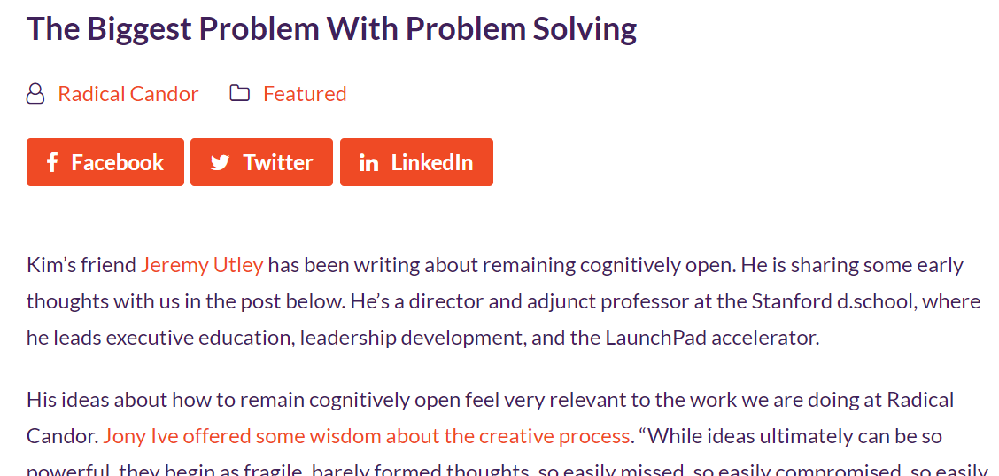 The Biggest Problem With Problem Solving
Radical Candor Featured
Facebook Twitter LinkedIn
Kim’s friend Jeremy Utley has been writing about remaining cognitively open. He is sharing some early
thoughts with us in the post below. He’s a director and adjunct professor at the Stanford d.school, where
he leads executive education, leadership development, and the LaunchPad accelerator.
His ideas about how to remain cognitively open feel very relevant to the work we are doing at Radical
Candor. Jony Ive offered some wisdom about the creative process. “While ideas ultimately can be so
powerful, they begin as fragile, barely formed thoughts, so easily missed, so easily compromised, so easily